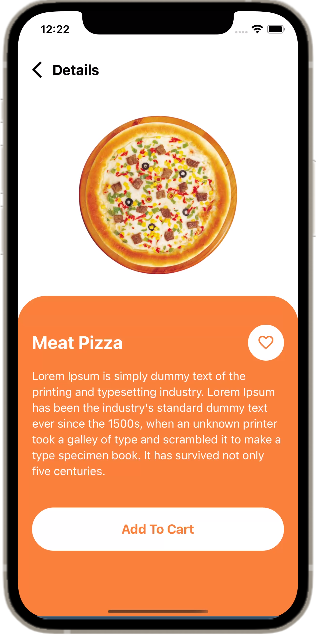 12:22
Details
Meat Pizza
Lorem Ipsum is simply dummy text of the
printing and typesetting industry. Lorem Ipsum
has been the industry's standard dummy text
ever since the 1500s, when an unknown printer
took a galley of type and scrambled it to make a
type specimen book. It has survived not only
five centuries.
Add To Cart